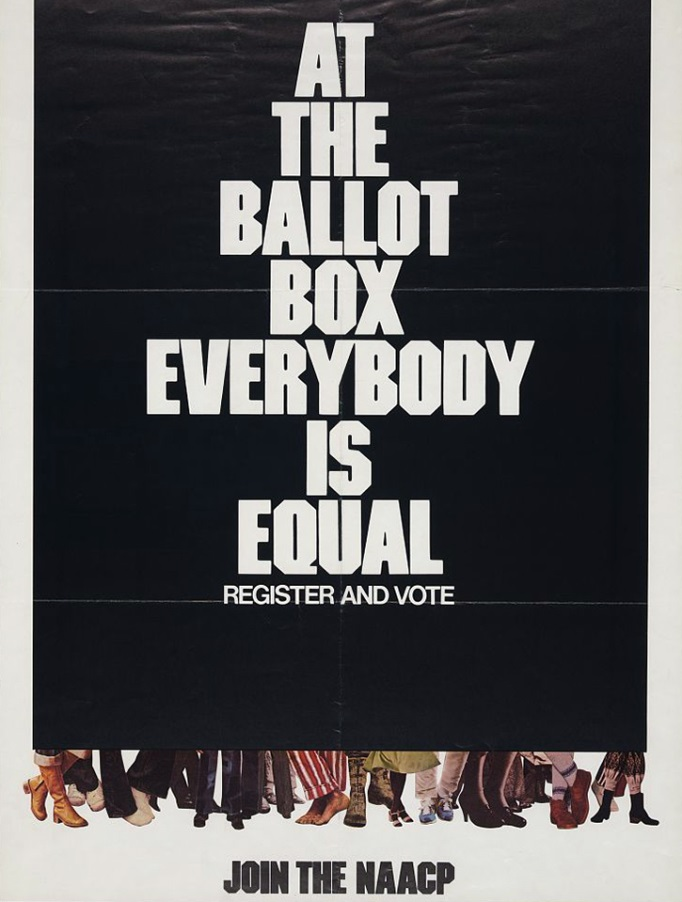 AT
THE
BALLOT
BOX
EVERYBODY
IS
EQUAL
REGISTER AND VOTE
JOIN THE NAACP